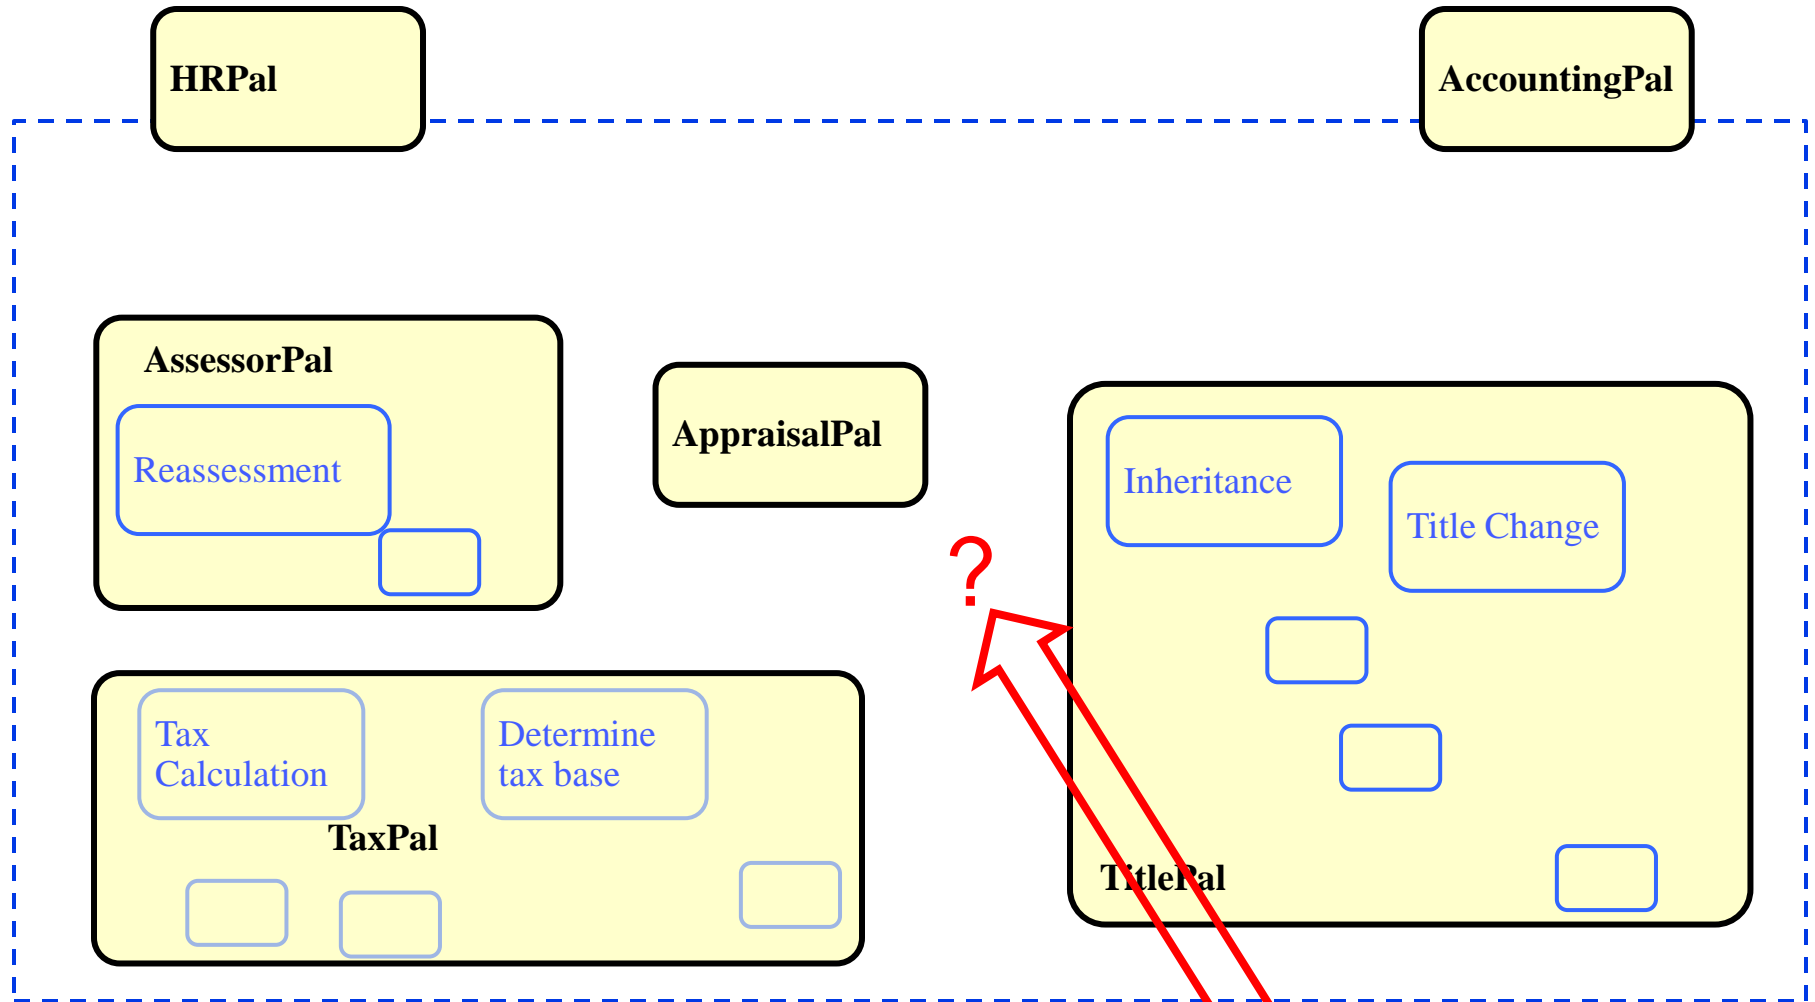 HRPal
AccountingPal
AssessorPal
Reassessment
AppraisalPal
Inheritance
Title Change
?
Tax
Calculation
Determine
tax base
TaxPal
TitlePal